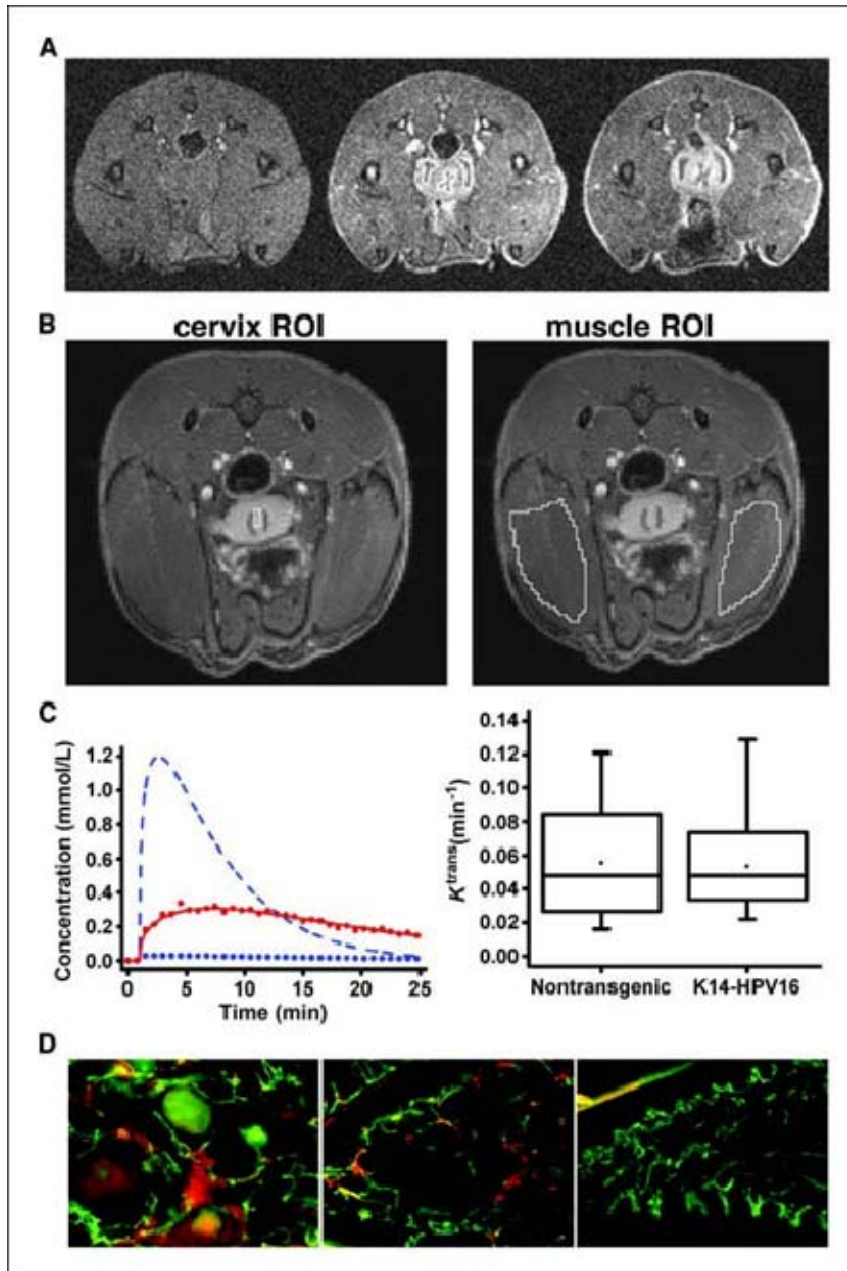 A
B
cervix ROI
muscle ROI
C
Concentration (mmol/L)
1.2
1.0
0.8
0.6
0.4
0.2
0.0
0 5 10 15 20 25
Time (min)
K^trans (min⁻¹)
0.14
0.12
0.10
0.08
0.06
0.04
0.02
0.00
Nontransgenic K14-HPV16
D